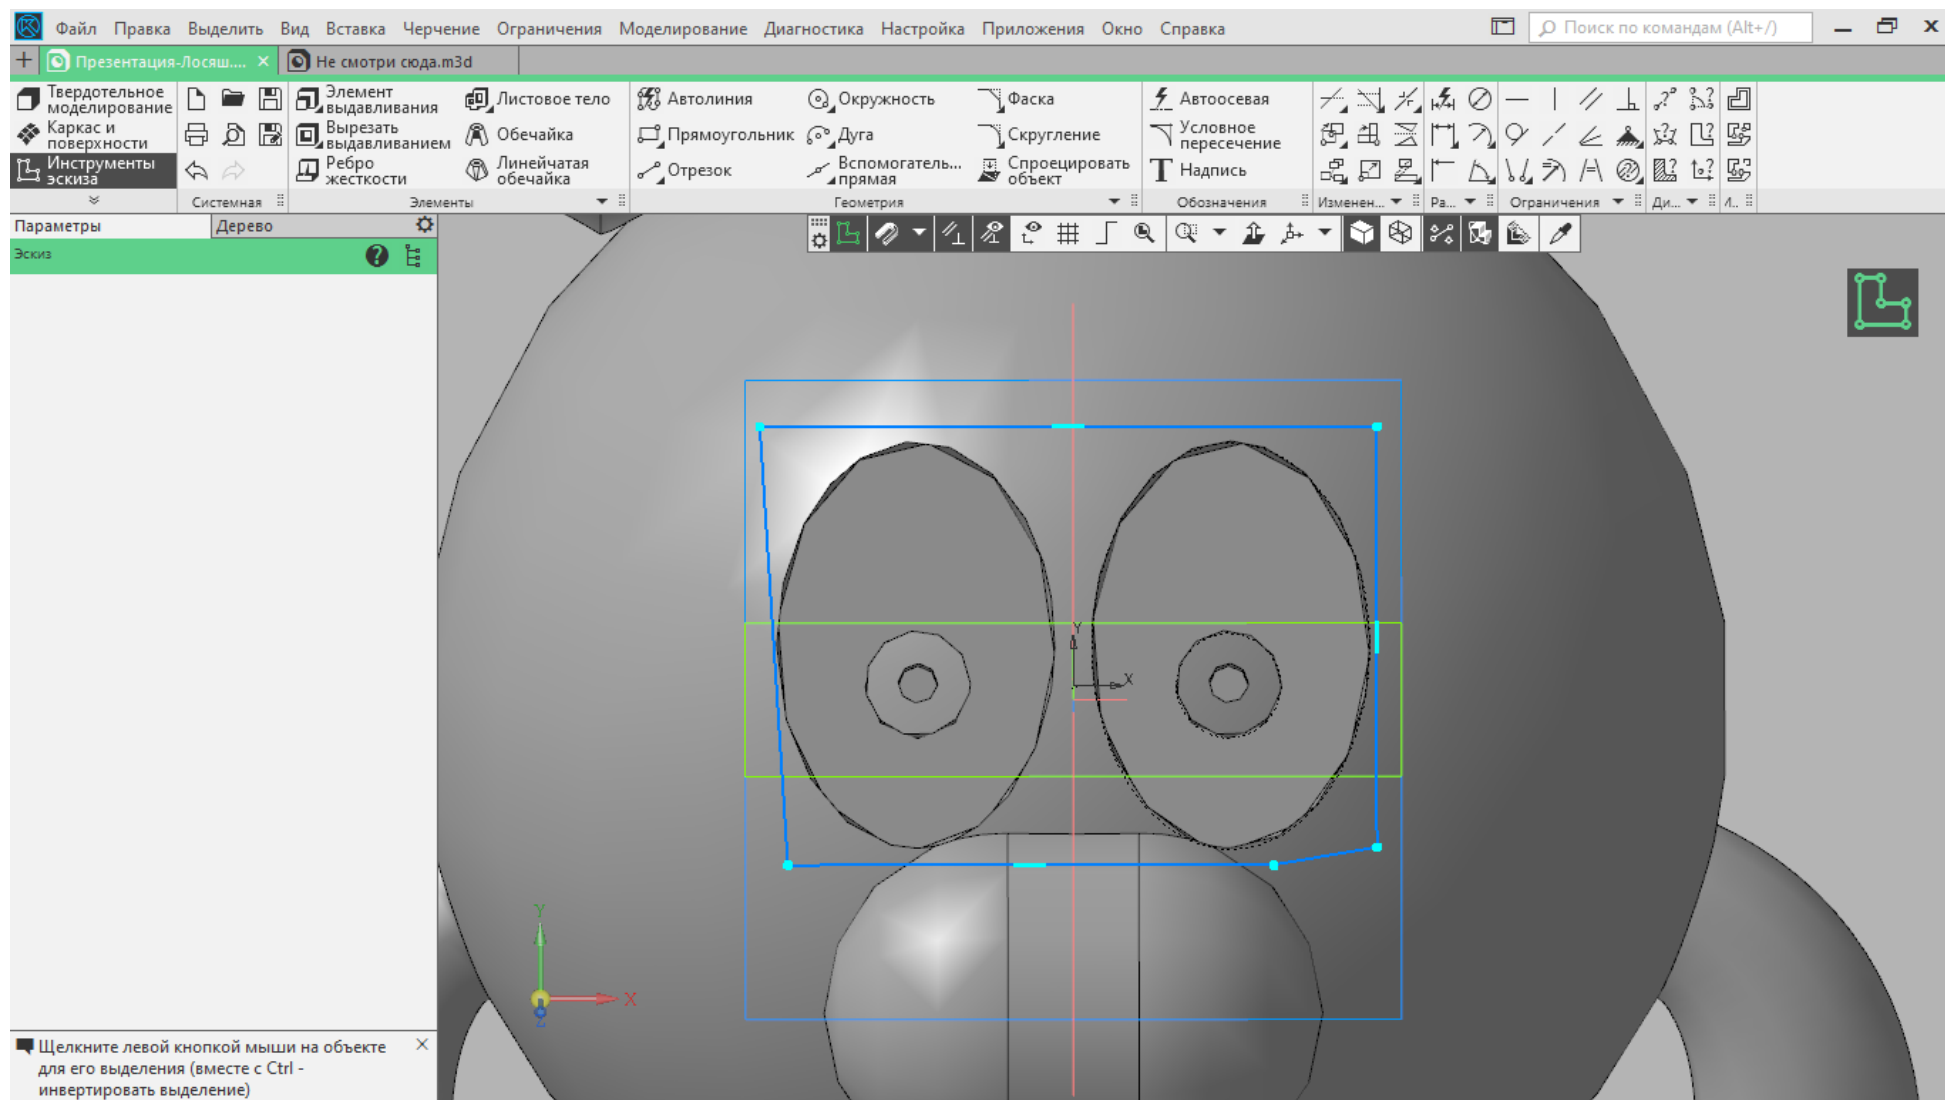 Файл Правка Выделить Вид Вставка Черчение Ограничения Моделирование Диагностика Настройка Приложения Окно Справка Поиск по командам (Alt+/)
Презентация-Лосяш.... Не смотри сюда.m3d
Твердотельное моделирование
Каркас и поверхности
Инструменты эскиза
Системная
Элемент выдавливания
Вырезать выдавливанием
Ребро жесткости
Листовое тело
Обечайка
Линейчатая обечайка
Элементы
Автолиния
Прямоугольник
Отрезок
Окружность
Дуга
Вспомогатель... прямая
Фаска
Скругление
Спроецировать объект
Геометрия
Автоосевая
Условное пересечение
Надпись
Обозначения
Изменен...
Ра...
Ограничения
Ди...
И..
Параметры
Дерево
Эскиз
Y
X
Y
X
Z
Щелкните левой кнопкой мыши на объекте
для его выделения (вместе с Ctrl -
инвертировать выделение)